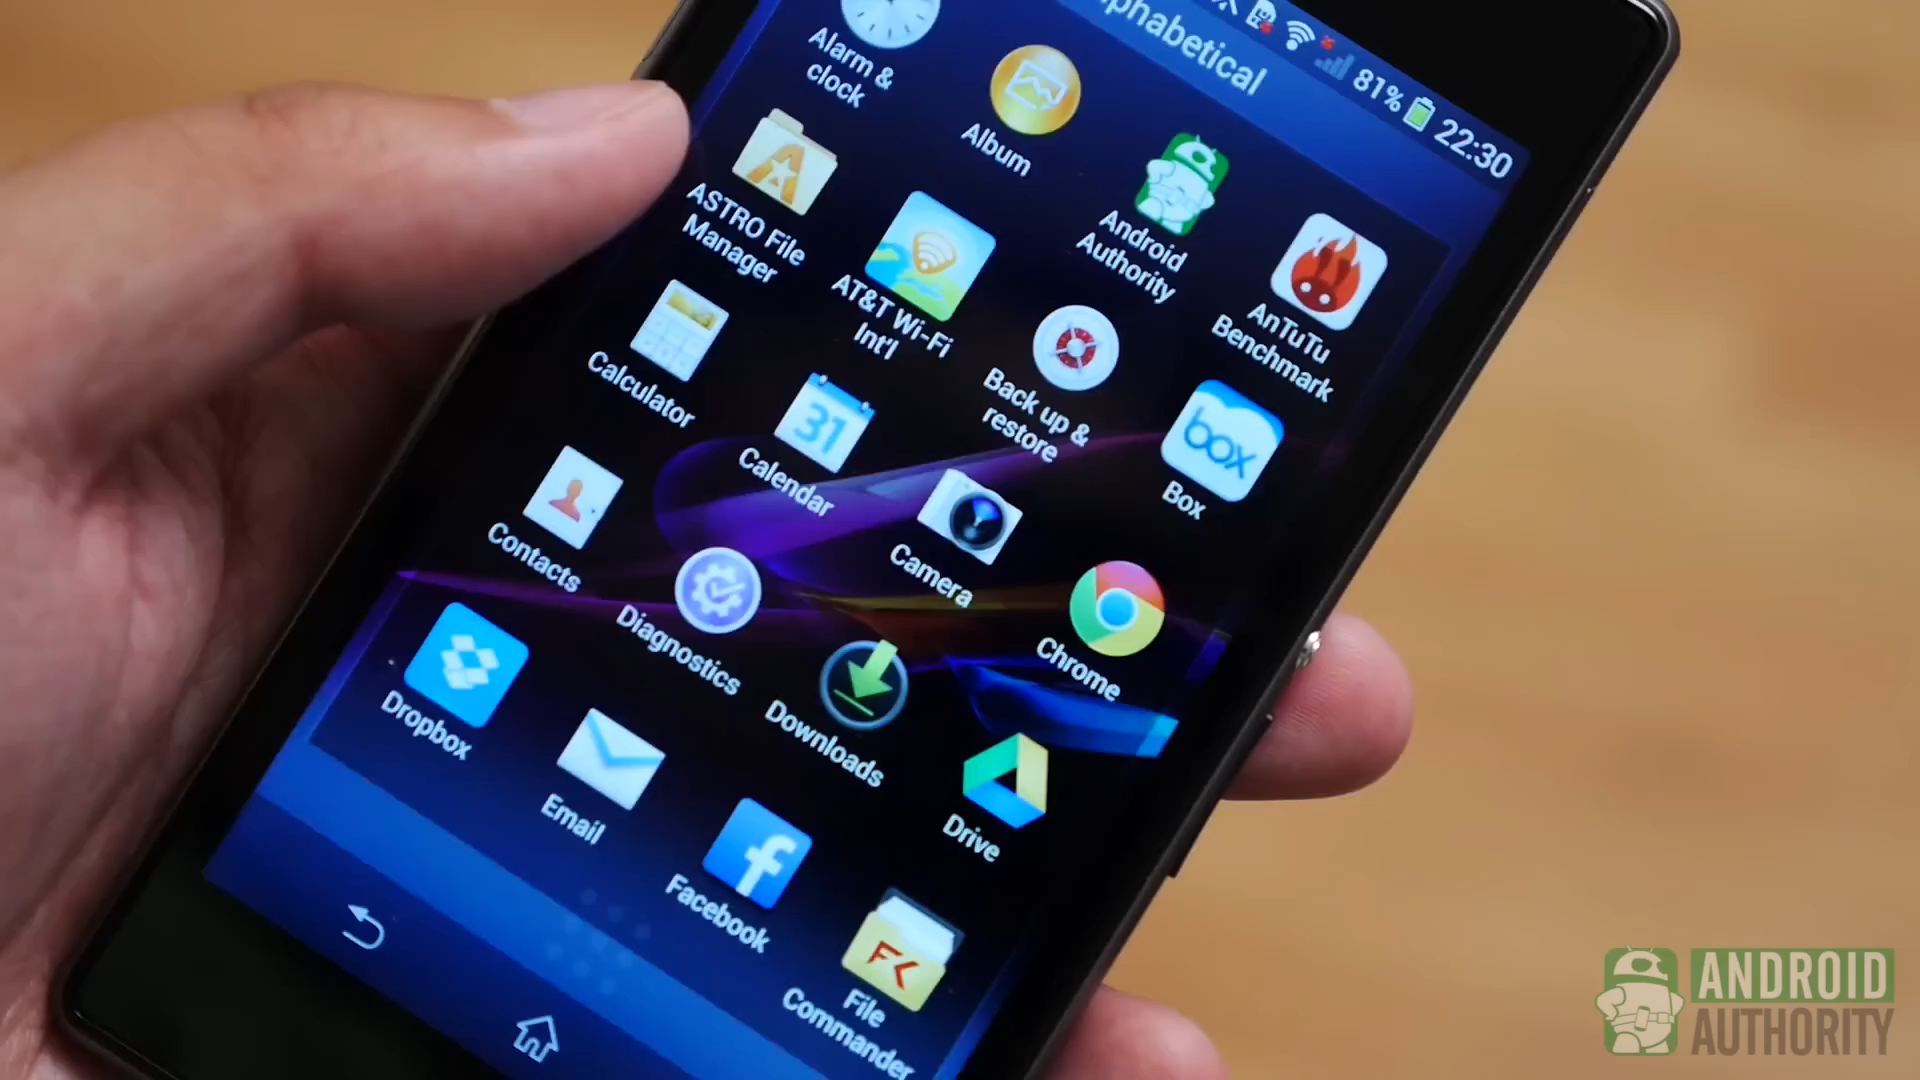 81% 22:30
Alarm &
clock
Album
Android
Authority
AnTuTu
Benchmark
ASTRO File
Manager
AT&T Wi-Fi
Int'l
Back up &
restore
box
Box
Calculator
31
Calendar
Camera
Chrome
Contacts
Diagnostics
Downloads
Drive
Dropbox
Email
f
Facebook
File
Commander
ANDROID
AUTHORITY